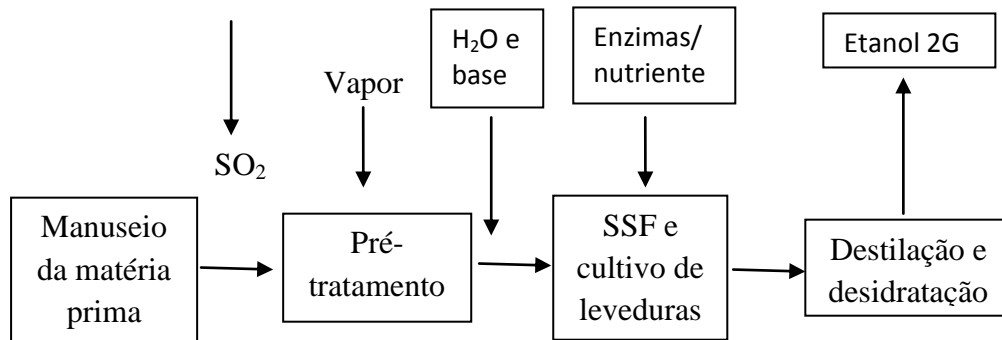 H₂O e
base
Enzimas/
nutriente
Etanol 2G
Vapor
SO₂
Manuseio
da matéria
prima
Pré-
tratamento
SSF e
cultivo de
leveduras
Destilação e
desidratação